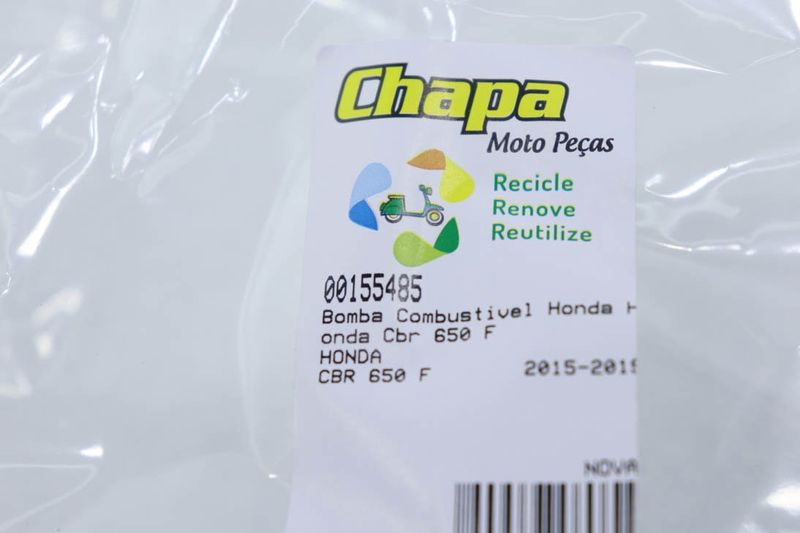 Chapa
Moto Peças
Recicle
Renove
Reutilize
00155485
Bomba Combustivel Honda H
onda Cbr 650 F
HONDA
CBR 650 F 2015-201
NOVA